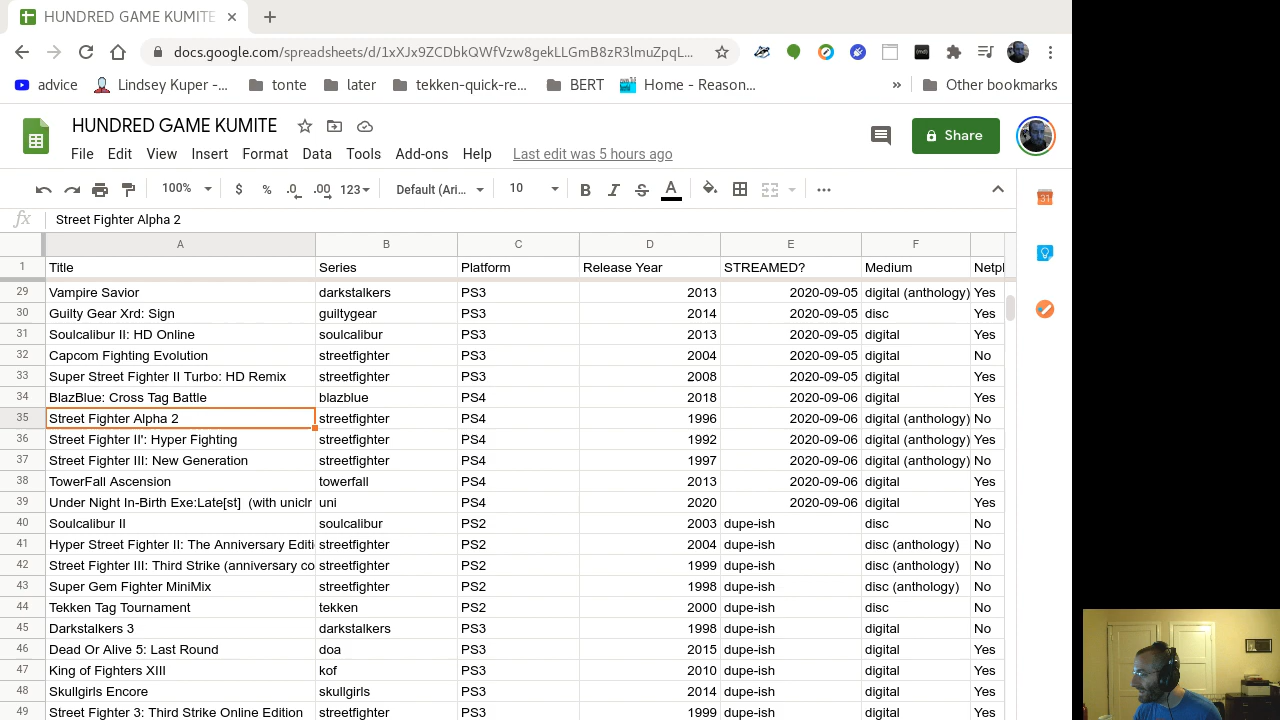 HUNDRED GAME KUMITE
docs.google.com/spreadsheets/d/1xXJx9ZCDbkQWfVzw8gekLLGmB8zR3lmuZpqL...
advice Lindsey Kuper -... tonte later tekken-quick-re... BERT Home - Reason... » Other bookmarks
HUNDRED GAME KUMITE
Share
File Edit View Insert Format Data Tools Add-ons Help Last edit was 5 hours ago
100% $ % .0 .00 123 Default (Ari... 10 B I S A
fx Street Fighter Alpha 2
A B C D E F
1 Title Series Platform Release Year STREAMED? Medium Netpl
29 Vampire Savior darkstalkers PS3 2013 2020-09-05 digital (anthology) Yes
30 Guilty Gear Xrd: Sign guiltygear PS3 2014 2020-09-05 disc Yes
31 Soulcalibur II: HD Online soulcalibur PS3 2013 2020-09-05 digital Yes
32 Capcom Fighting Evolution streetfighter PS3 2004 2020-09-05 digital No
33 Super Street Fighter II Turbo: HD Remix streetfighter PS3 2008 2020-09-05 digital Yes
34 BlazBlue: Cross Tag Battle blazblue PS4 2018 2020-09-06 digital Yes
35 Street Fighter Alpha 2 streetfighter PS4 1996 2020-09-06 digital (anthology) No
36 Street Fighter II': Hyper Fighting streetfighter PS4 1992 2020-09-06 digital (anthology) Yes
37 Street Fighter III: New Generation streetfighter PS4 1997 2020-09-06 digital (anthology) No
38 TowerFall Ascension towerfall PS4 2013 2020-09-06 digital Yes
39 Under Night In-Birth Exe:Late[st] (with uniclr uni PS4 2020 2020-09-06 digital Yes
40 Soulcalibur II soulcalibur PS2 2003 dupe-ish disc No
41 Hyper Street Fighter II: The Anniversary Editi streetfighter PS2 2004 dupe-ish disc (anthology) No
42 Street Fighter III: Third Strike (anniversary co streetfighter PS2 1999 dupe-ish disc (anthology) No
43 Super Gem Fighter MiniMix streetfighter PS2 1998 dupe-ish disc (anthology) No
44 Tekken Tag Tournament tekken PS2 2000 dupe-ish disc No
45 Darkstalkers 3 darkstalkers PS3 1998 dupe-ish digital No
46 Dead Or Alive 5: Last Round doa PS3 2015 dupe-ish digital Yes
47 King of Fighters XIII kof PS3 2010 dupe-ish digital Yes
48 Skullgirls Encore skullgirls PS3 2014 dupe-ish digital Yes
49 Street Fighter 3: Third Strike Online Edition streetfighter PS3 1999 dupe-ish digital Yes